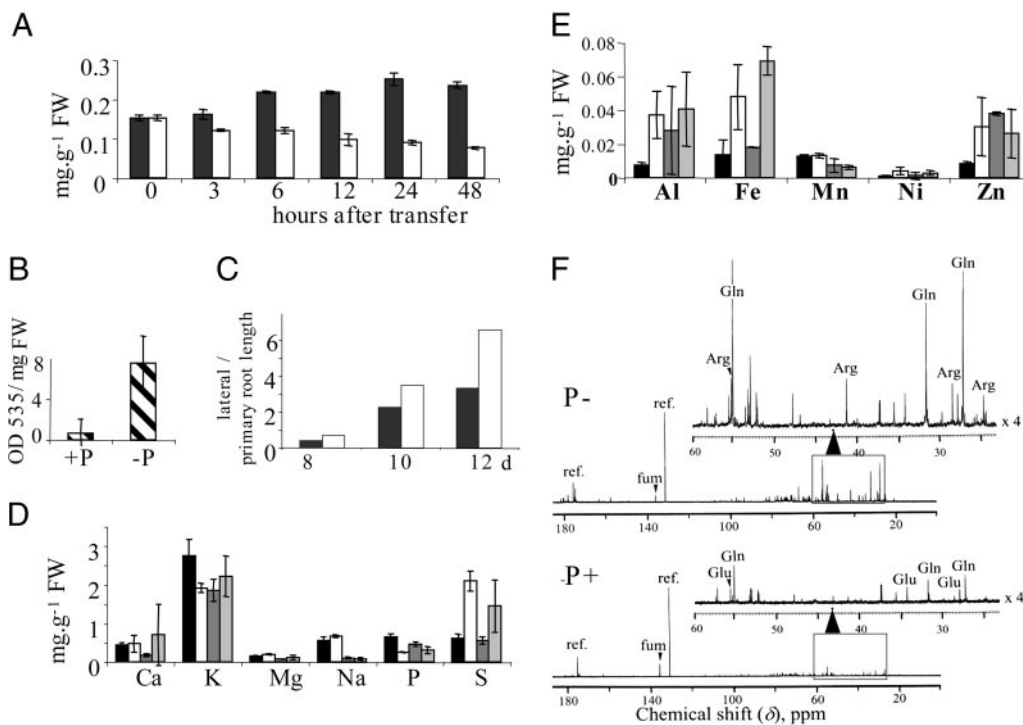 A
mg.g-1 FW
0.3
0.2
0.1
0
0 3 6 12 24 48
hours after transfer
B
OD 535/mg FW
8
4
0
+P -P
C
lateral /
primary root length
6
4
2
0
8 10 12 d
D
mg.g-1 FW
3
2
1
0
Ca K Mg Na P S
E
mg.g-1 FW
0.08
0.06
0.04
0.02
0
Al Fe Mn Ni Zn
F
P-
Gln
Arg
Arg
Gln
Arg
Gln
Arg
x 4
60 40 30
ref.
fum
ref.
180 140 100 60 20
P+
Glu
Gln
Glu
Gln
Glu
Gln
x 4
60 50 40 30
ref.
fum
ref.
180 140 100 60 20
Chemical shift (δ), ppm